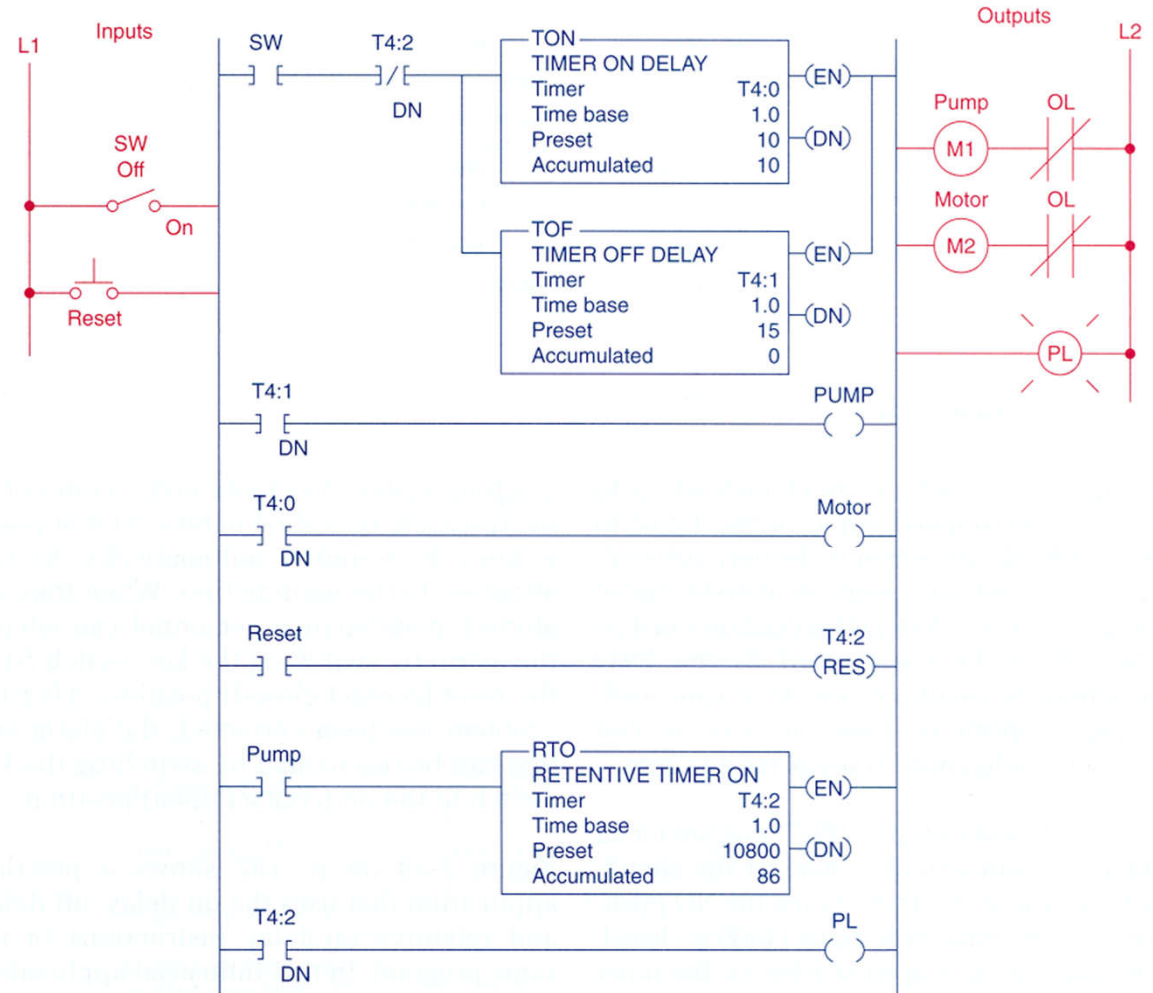 Inputs
Outputs
L1
L2
SW
T4:2
DN
TON
TIMER ON DELAY
Timer T4:0
Time base 1.0
Preset 10
Accumulated 10
EN
DN
SW
Off
On
Reset
Pump
OL
M1
Motor
OL
M2
PL
TOF
TIMER OFF DELAY
Timer T4:1
Time base 1.0
Preset 15
Accumulated 0
EN
DN
T4:1
DN
PUMP
T4:0
DN
Motor
Reset
T4:2
RES
Pump
RTO
RETENTIVE TIMER ON
Timer T4:2
Time base 1.0
Preset 10800
Accumulated 86
EN
DN
T4:2
DN
PL